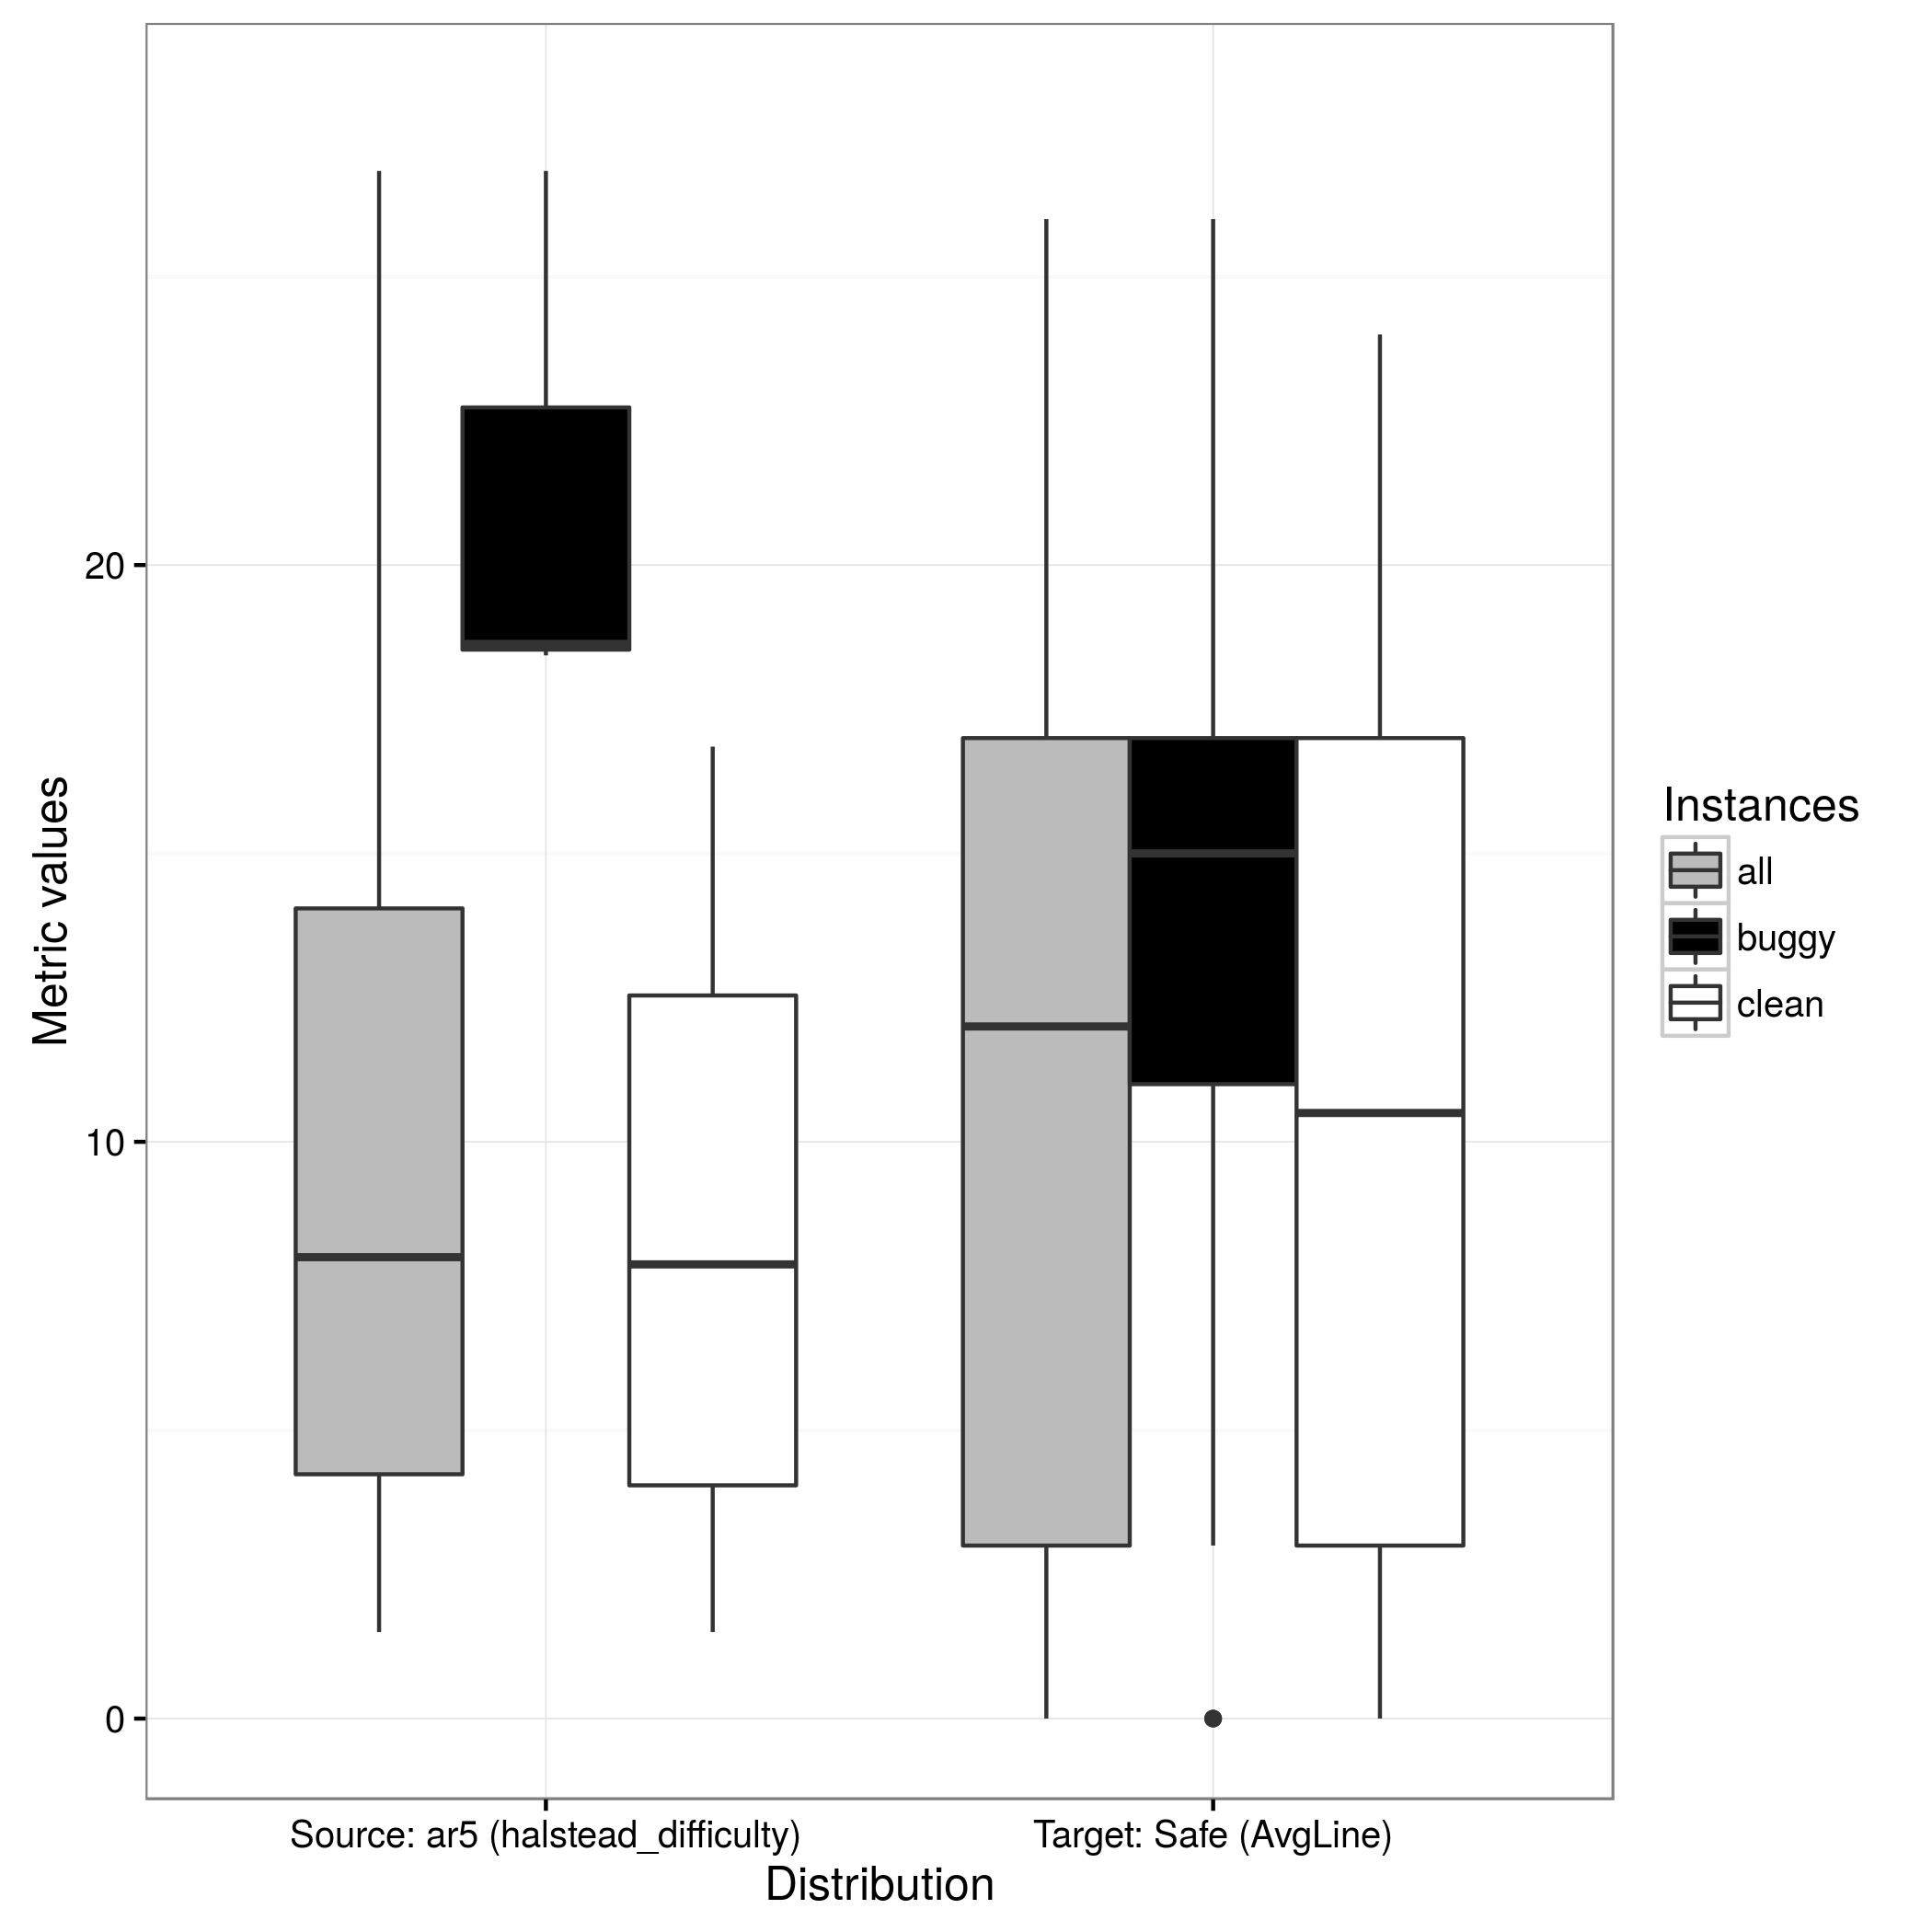 20
10
0
Metric values
Source: ar5 (halstead_difficulty)
Target: Safe (AvgLine)
Distribution
Instances
all
buggy
clean